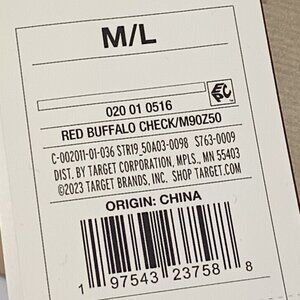 M/L
020 01 0516
RED BUFFALO CHECK/M90Z50
C-002011-01-036 STR19_50A03-0098 S763-0009
DIST. BY TARGET CORPORATION, MPLS., MN 55403
©2023 TARGET BRANDS, INC. SHOP TARGET.COM
ORIGIN: CHINA
1 97543 23758 8